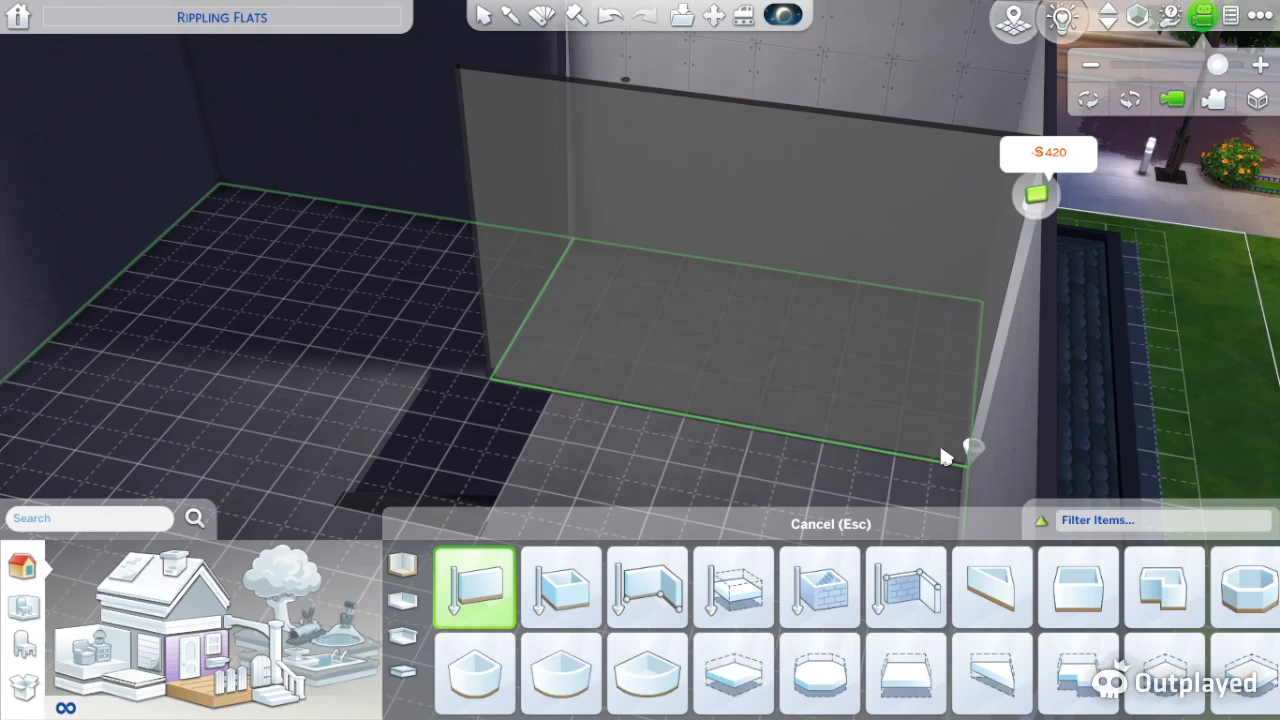 RIPPLING FLATS
-§420
Cancel (Esc)
Search
Filter Items...
Outplayed